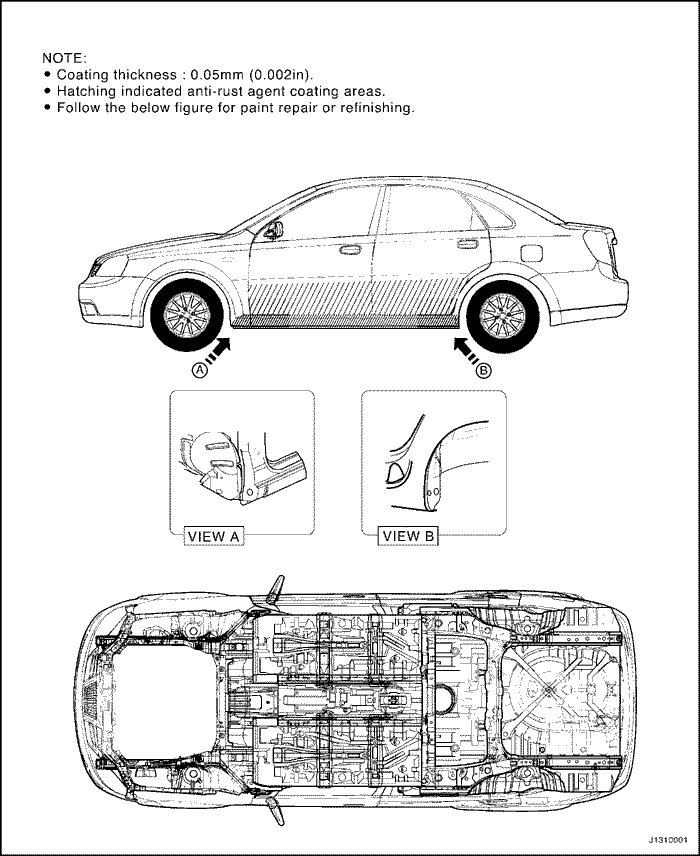 NOTE:
• Coating thickness : 0.05mm (0.002in).
• Hatching indicated anti-rust agent coating areas.
• Follow the below figure for paint repair or refinishing.
A
B
VIEW A
VIEW B
J1310001